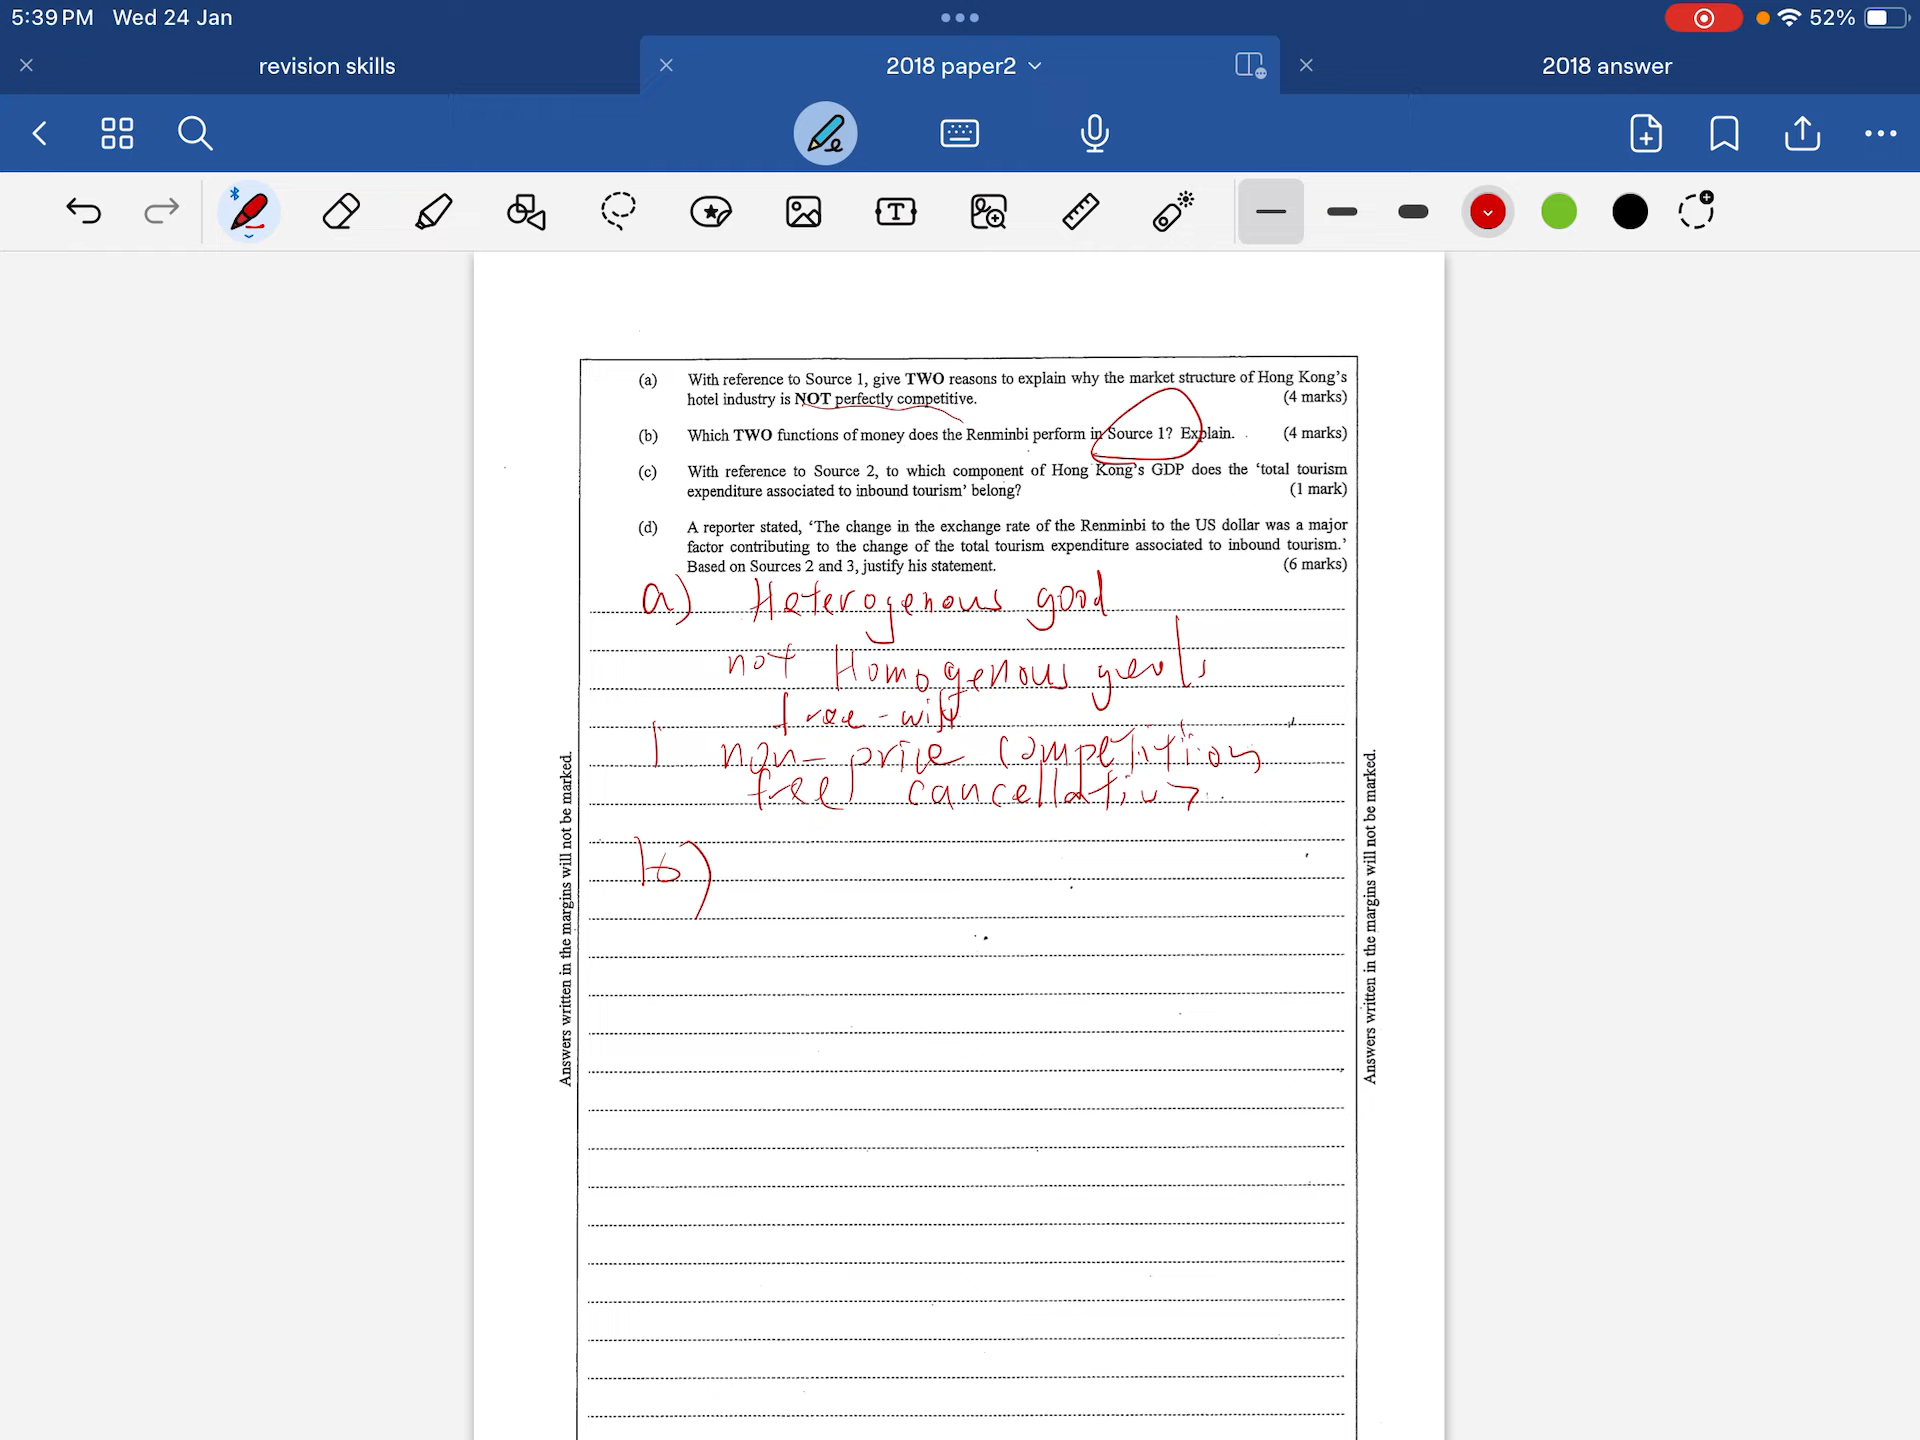 5:39 PM Wed 24 Jan
52%
revision skills
2018 paper2
2018 answer
(a) With reference to Source 1, give TWO reasons to explain why the market structure of Hong Kong's
hotel industry is NOT perfectly competitive. (4 marks)
(b) Which TWO functions of money does the Renminbi perform in Source 1? Explain. (4 marks)
(c) With reference to Source 2, to which component of Hong Kong's GDP does the 'total tourism
expenditure associated to inbound tourism' belong? (1 mark)
(d) A reporter stated, 'The change in the exchange rate of the Renminbi to the US dollar was a major
factor contributing to the change of the total tourism expenditure associated to inbound tourism.'
Based on Sources 2 and 3, justify his statement. (6 marks)
a) Heterogenous good
not Homogenous
free-wifi
non-price competition
free cancellation
b)
Answers written in the margins will not be marked.
Answers written in the margins will not be marked.